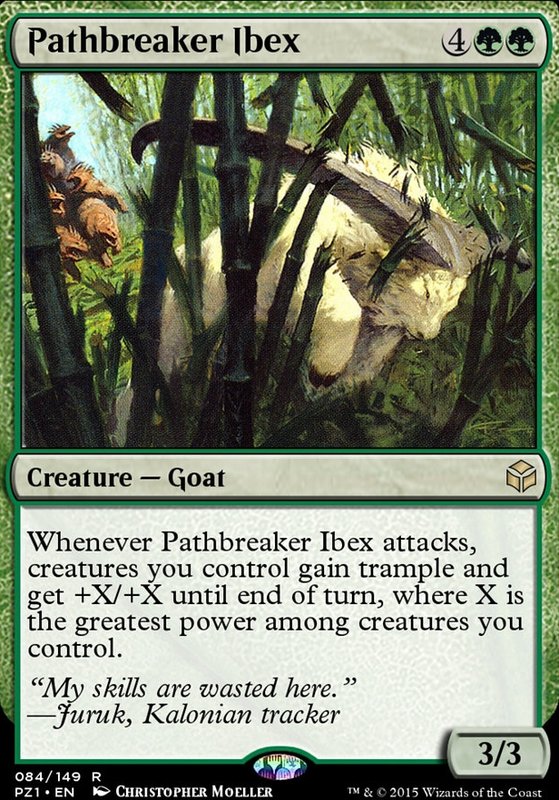 Pathbreaker Ibex 4
Creature — Goat
Whenever Pathbreaker Ibex attacks,
creatures you control gain trample and
get +X/+X until end of turn, where X is
the greatest power among creatures you
control.
“My skills are wasted here.”
—Juruk, Kalonian tracker
3/3
084/149 R
PZ1 • EN Christopher Moeller
™ & © 2015 Wizards of the Coast